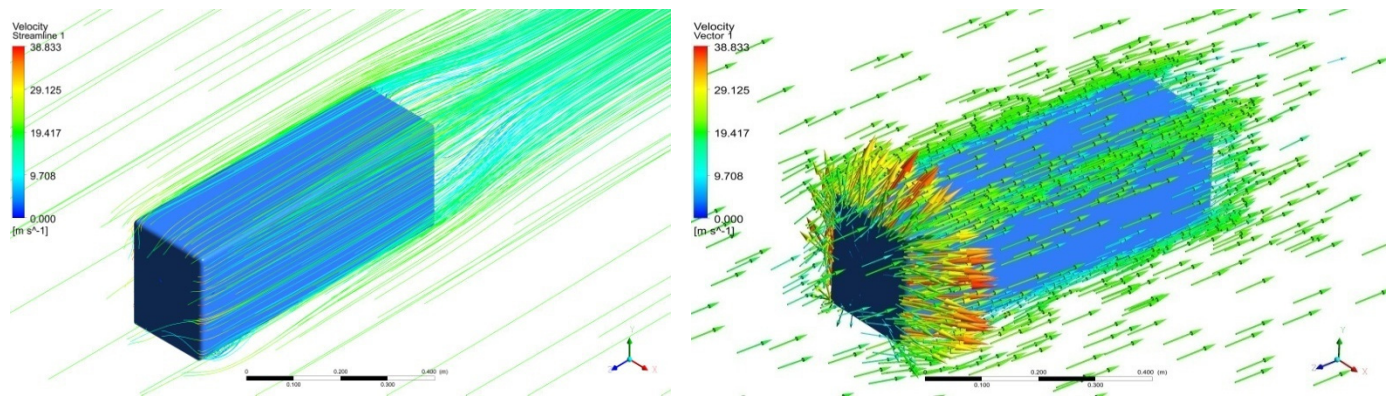 Velocity
Streamline 1
38.833
29.125
19.417
9.708
0.000
[m s^-1]
0 0.200 0.400 (m)
0.100 0.300
Y
X
Velocity
Vector 1
38.833
29.125
19.417
9.708
0.000
[m s^-1]
0 0.200 0.400 (m)
0.100 0.300
Y
Z X